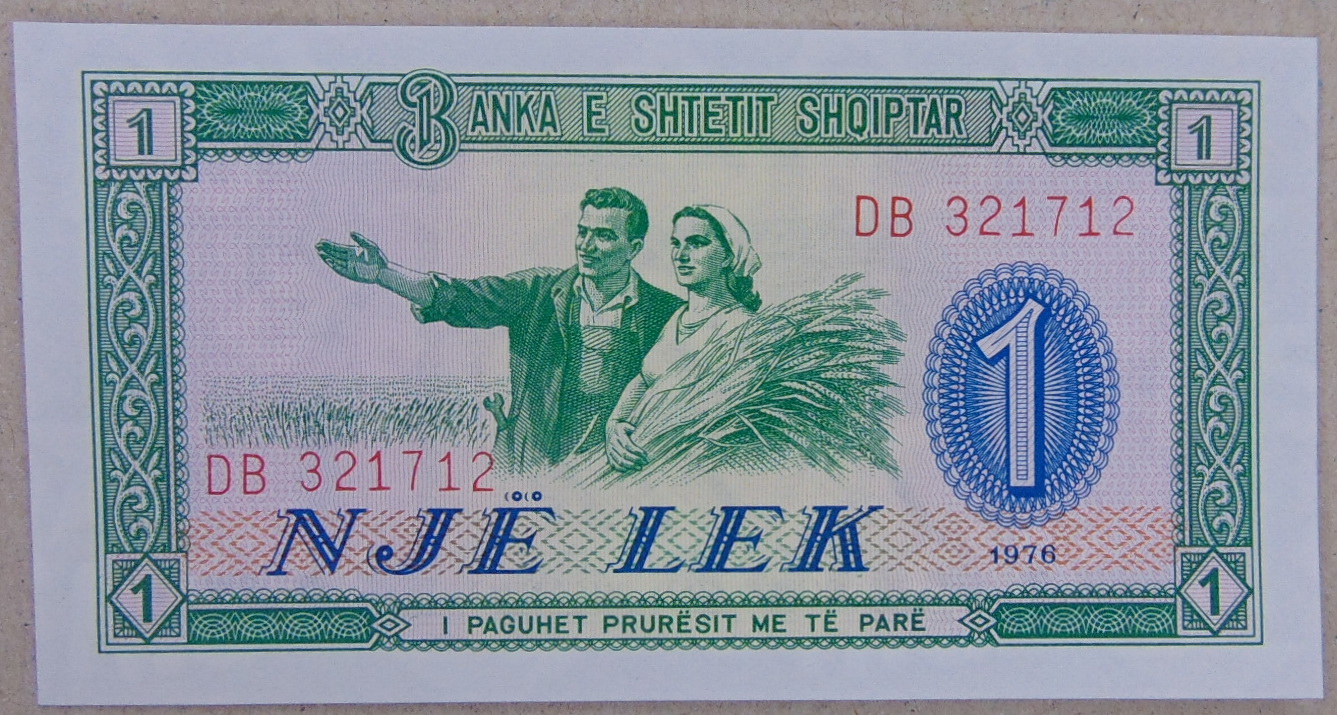 1 BANKA E SHTETIT SHQIPTAR 1
DB 321712
1
DB 321712
NJË LEK
1976
1 I PAGUHET PRURËSIT ME TË PARË 1